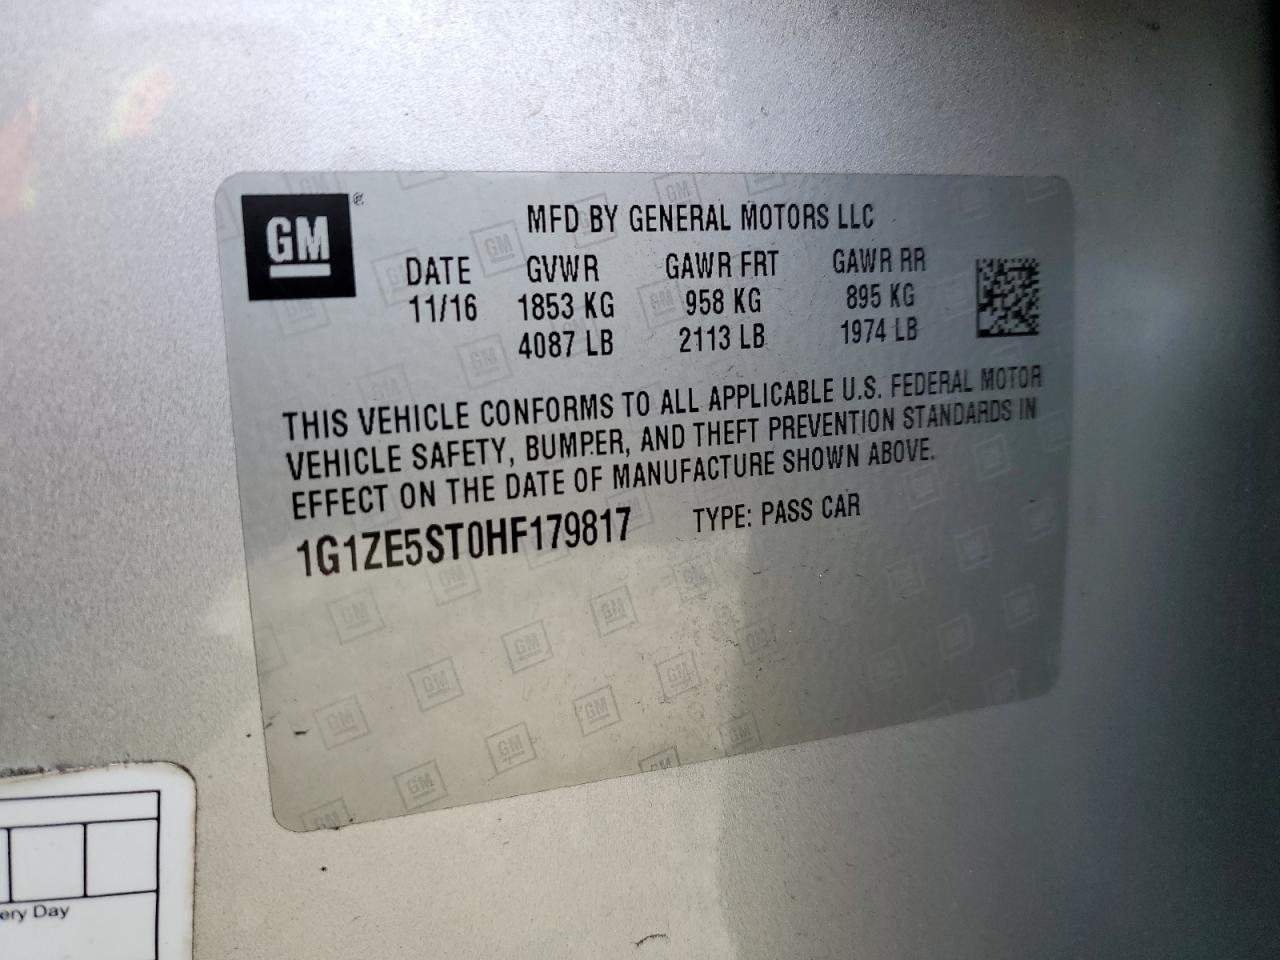 GM
MFD BY GENERAL MOTORS LLC
DATE GVWR GAWR FRT GAWR RR
11/16 1853 KG 958 KG 895 KG
4087 LB 2113 LB 1974 LB
THIS VEHICLE CONFORMS TO ALL APPLICABLE U.S. FEDERAL MOTOR
VEHICLE SAFETY, BUMPER, AND THEFT PREVENTION STANDARDS IN
EFFECT ON THE DATE OF MANUFACTURE SHOWN ABOVE.
1G1ZE5ST0HF179817 TYPE: PASS CAR
ery Day